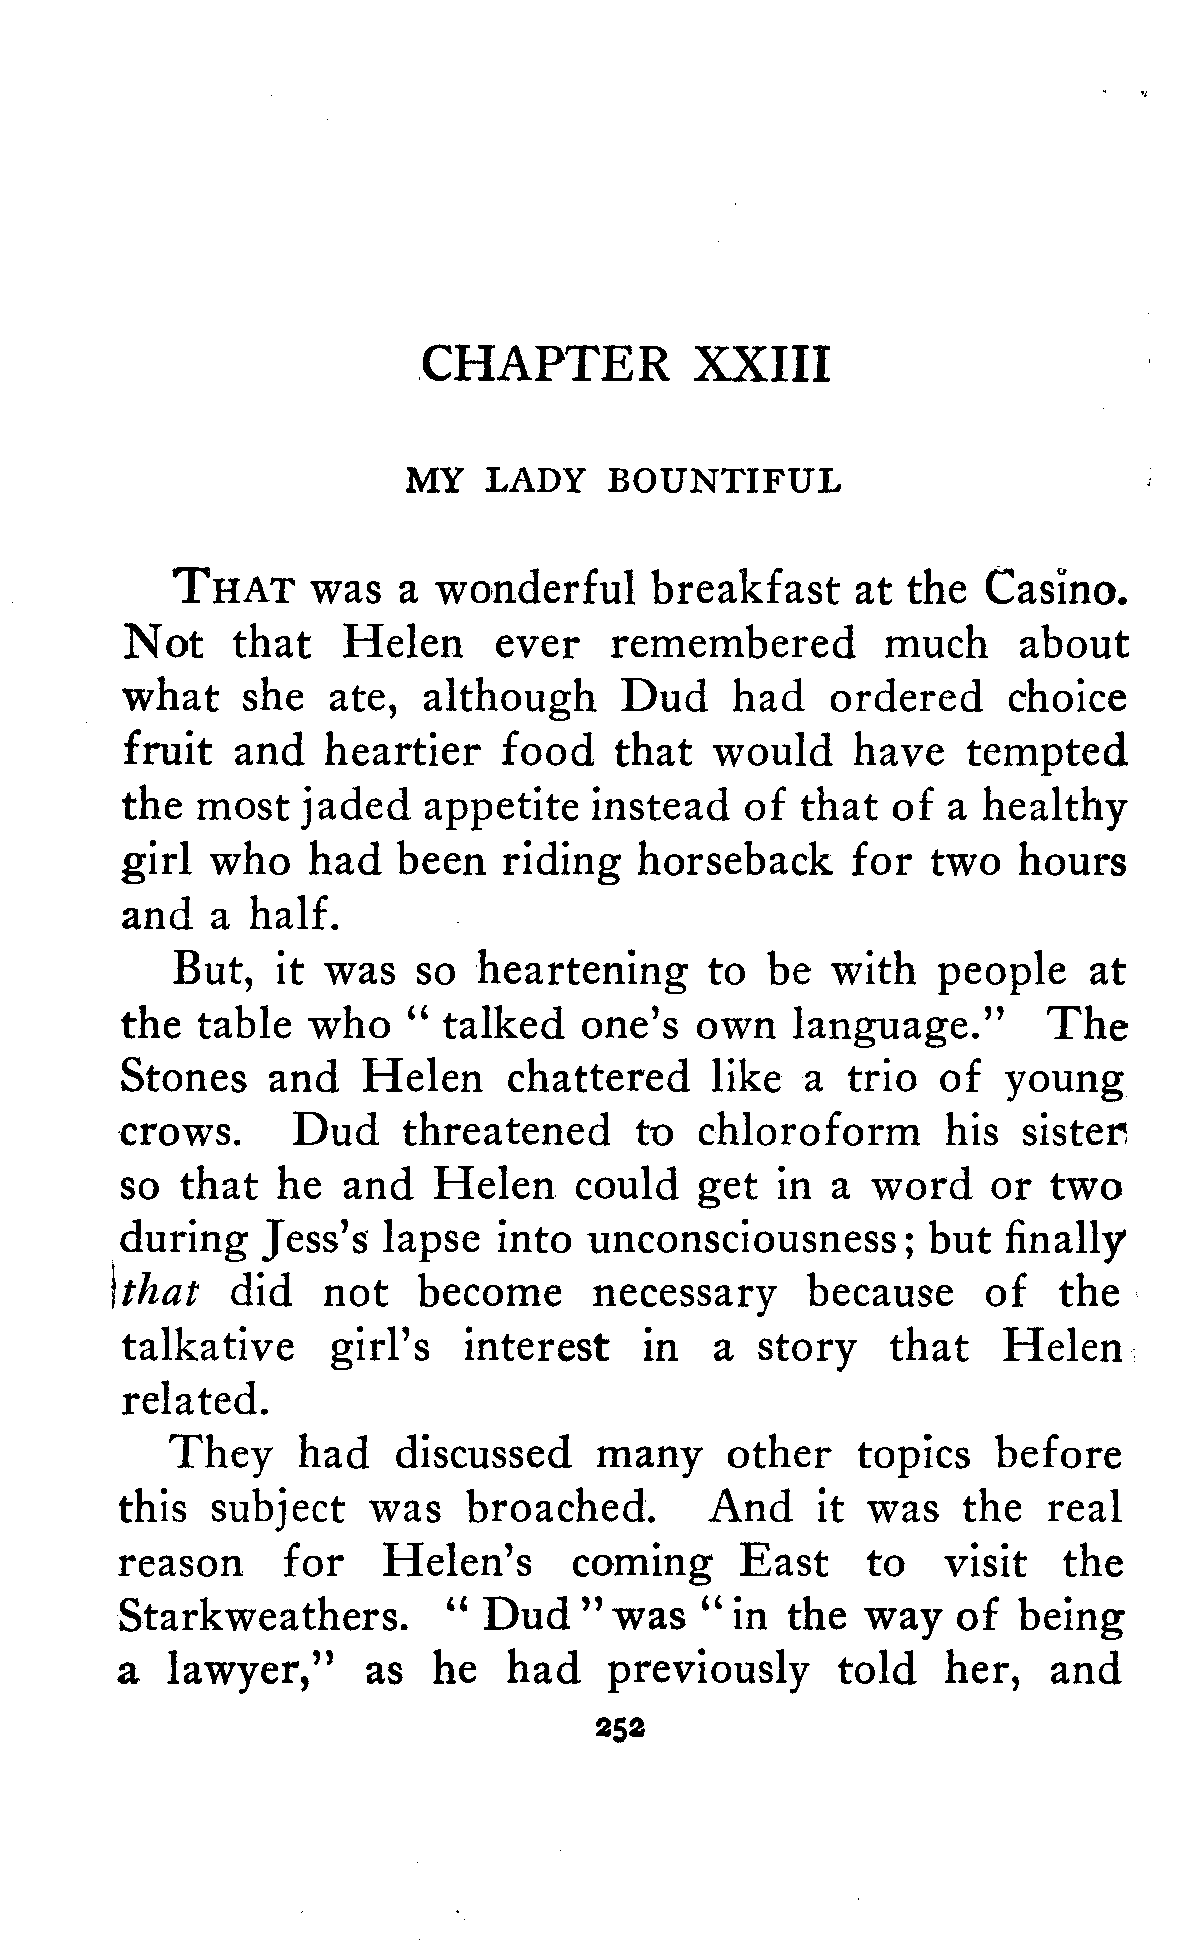 CHAPTER XXIII
MY LADY BOUNTIFUL
THAT was a wonderful breakfast at the Casino.
Not that Helen ever remembered much about
what she ate, although Dud had ordered choice
fruit and heartier food that would have tempted
the most jaded appetite instead of that of a healthy
girl who had been riding horseback for two hours
and a half.
But, it was so heartening to be with people at
the table who “ talked one’s own language.” The
Stones and Helen chattered like a trio of young
crows. Dud threatened to chloroform his sister
so that he and Helen could get in a word or two
during Jess’s lapse into unconsciousness; but finally
that did not become necessary because of the
talkative girl’s interest in a story that Helen
related.
They had discussed many other topics before
this subject was broached. And it was the real
reason for Helen’s coming East to visit the
Starkweathers. “ Dud ” was “ in the way of being
a lawyer,” as he had previously told her, and
252